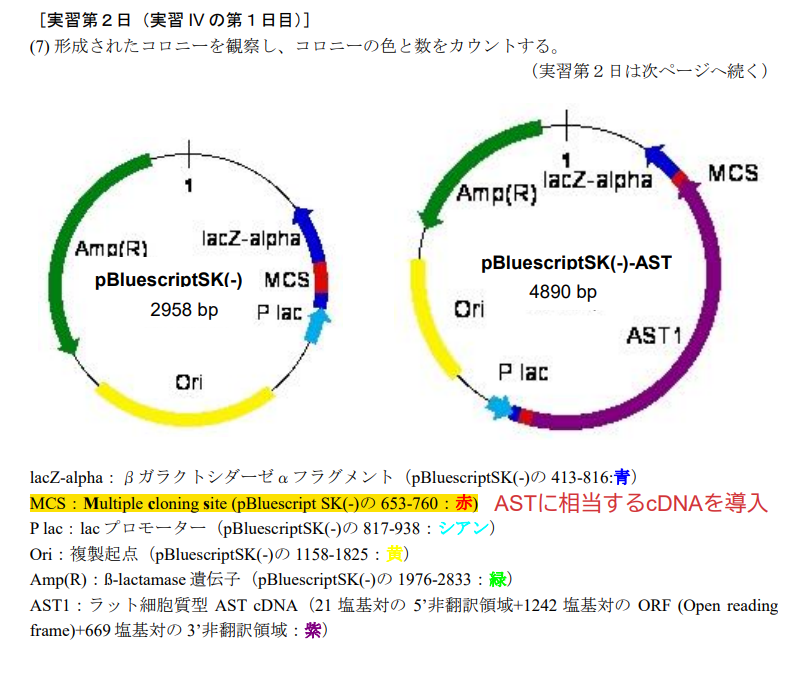 ［実習第２日（実習 IV の第１日目）］
(7) 形成されたコロニーを観察し、コロニーの色と数をカウントする。
（実習第２日は次ページへ続く）
1
Amp(R)
lacZ-alpha
pBluescriptSK(-)
MCS
2958 bp
P lac
Ori
1
lacZ-alpha
MCS
Amp(R)
pBluescriptSK(-)-AST
4890 bp
Ori
AST1
P lac
lacZ-alpha：βガラクトシダーゼαフラグメント（pBluescriptSK(-)の 413-816:青）
MCS：Multiple cloning site (pBluescript SK(-)の 653-760：赤) ASTに相当するcDNAを導入
P lac：lac プロモーター（pBluescriptSK(-)の 817-938：シアン）
Ori：複製起点（pBluescriptSK(-)の 1158-1825：黄）
Amp(R)：ß-lactamase 遺伝子（pBluescriptSK(-)の 1976-2833：緑）
AST1：ラット細胞質型 AST cDNA（21 塩基対の 5’非翻訳領域+1242 塩基対の ORF (Open reading
frame)+669 塩基対の 3’非翻訳領域：紫）